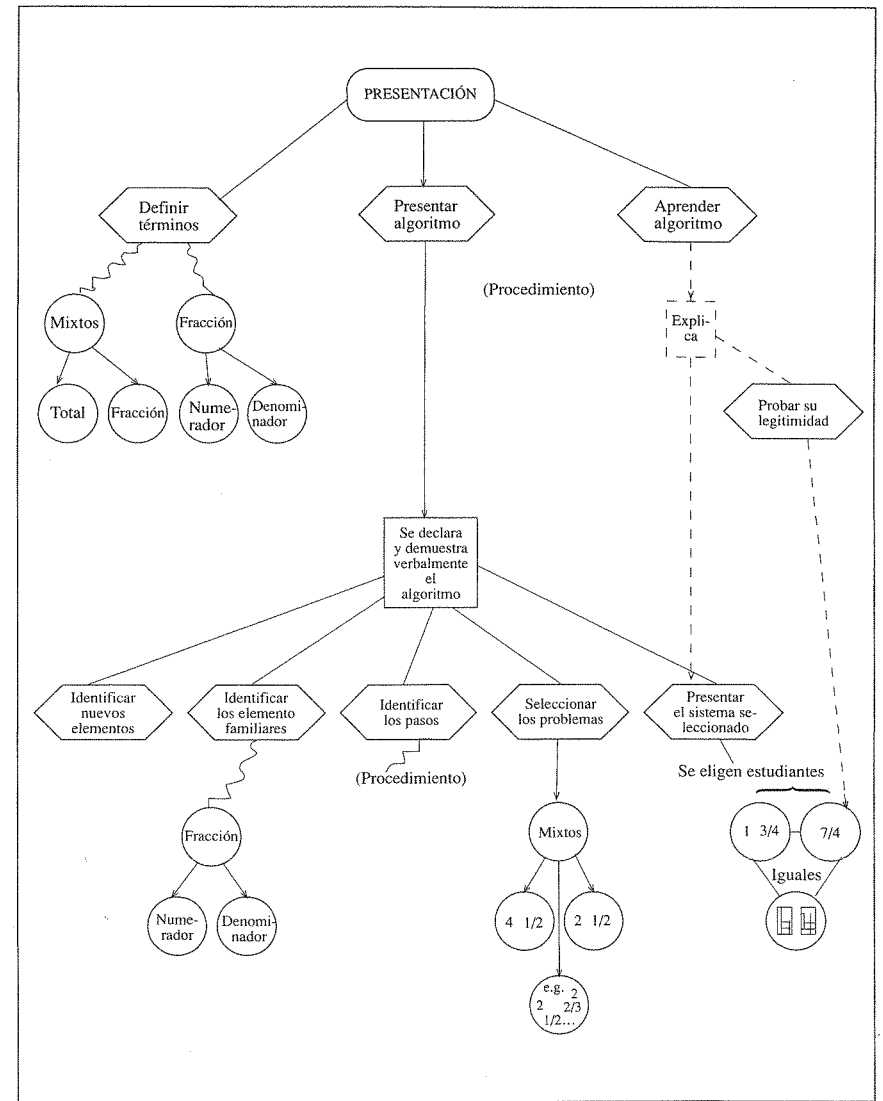 PRESENTACIÓN
Definir
términos
Presentar
algoritmo
Aprender
algoritmo
(Procedimiento)
Mixtos
Fracción
Expli-
ca
Total
Fracción
Nume-
rador
Denomi-
nador
Probar su
legitimidad
Se declara
y demuestra
verbalmente
el
algoritmo
Identificar
nuevos
elementos
Identificar
los elemento
familiares
Identificar
los pasos
Seleccionar
los problemas
Presentar
el sistema se-
leccionado
(Procedimiento)
Se eligen estudiantes
Fracción
Mixtos
1 3/4
7/4
Iguales
Nume-
rador
Denomi-
nador
4 1/2
2 1/2
e.g. 2
2 2/3
1/2...